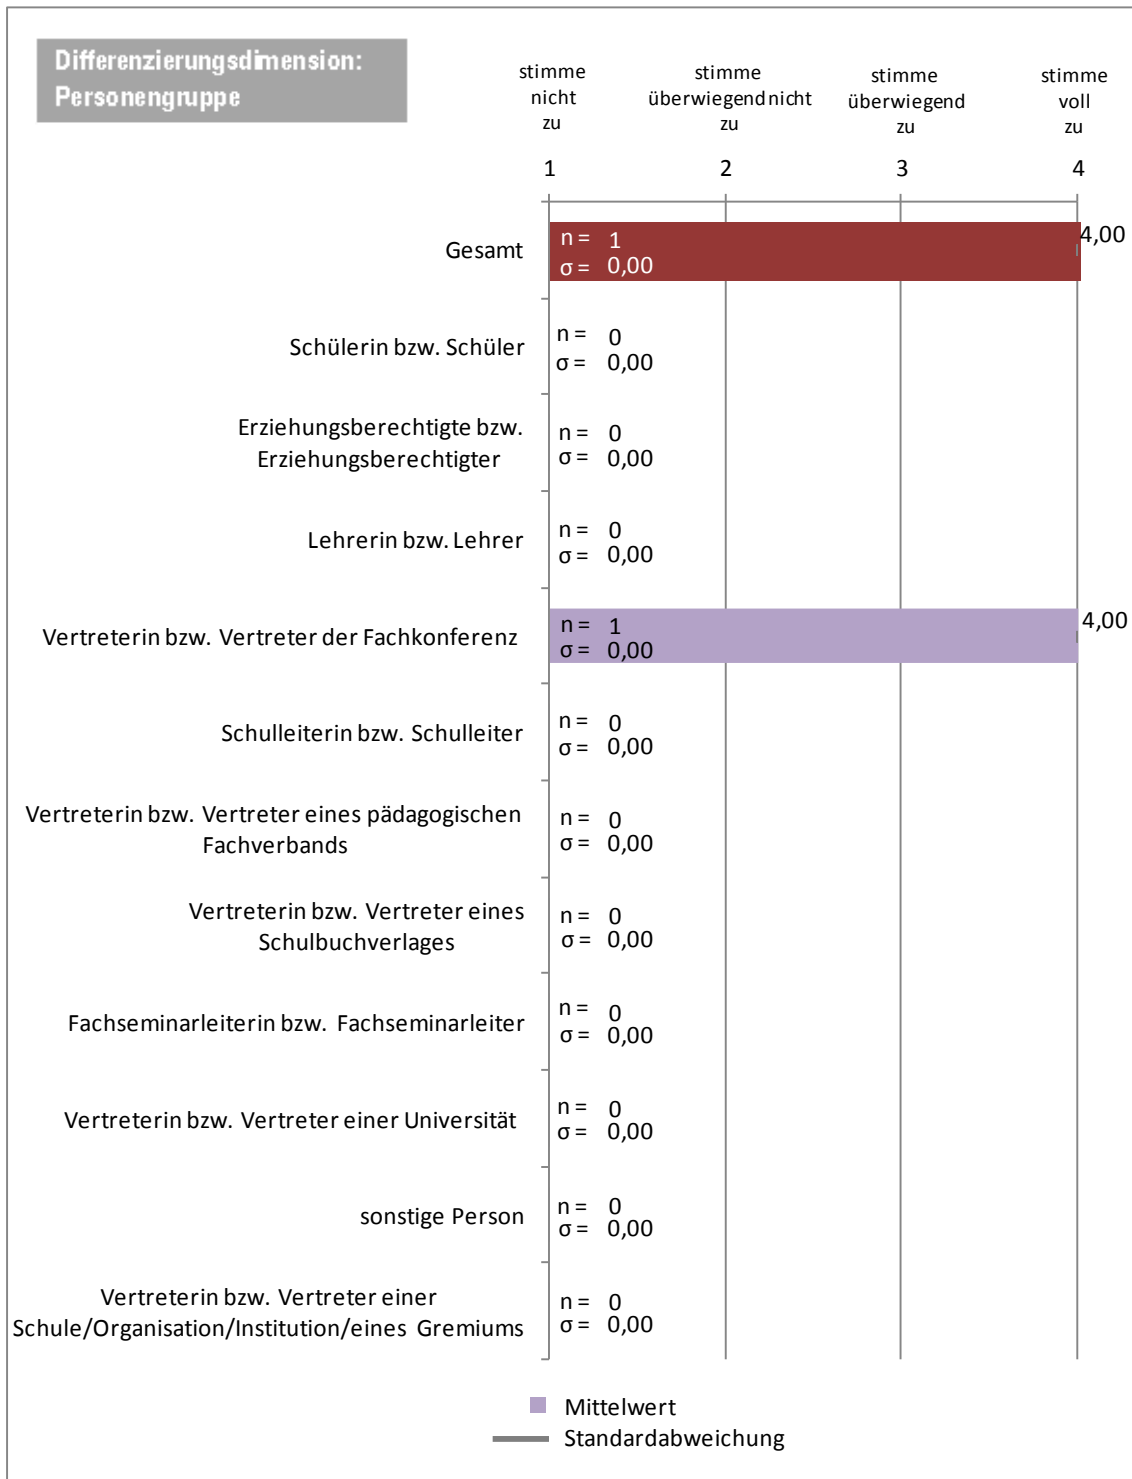 Differenzierungsdimension:
Personengruppe
stimme
nicht
zu
stimme
überwiegend nicht
zu
stimme
überwiegend
zu
stimme
voll
zu
1 2 3 4
Gesamt
n = 1
σ = 0,00
4,00
Schülerin bzw. Schüler
n = 0
σ = 0,00
Erziehungsberechtigte bzw.
Erziehungsberechtigter
n = 0
σ = 0,00
Lehrerin bzw. Lehrer
n = 0
σ = 0,00
Vertreterin bzw. Vertreter der Fachkonferenz
n = 1
σ = 0,00
4,00
Schulleiterin bzw. Schulleiter
n = 0
σ = 0,00
Vertreterin bzw. Vertreter eines pädagogischen
Fachverbands
n = 0
σ = 0,00
Vertreterin bzw. Vertreter eines
Schulbuchverlages
n = 0
σ = 0,00
Fachseminarleiterin bzw. Fachseminarleiter
n = 0
σ = 0,00
Vertreterin bzw. Vertreter einer Universität
n = 0
σ = 0,00
sonstige Person
n = 0
σ = 0,00
Vertreterin bzw. Vertreter einer
Schule/Organisation/Institution/eines Gremiums
n = 0
σ = 0,00
Mittelwert
Standardabweichung